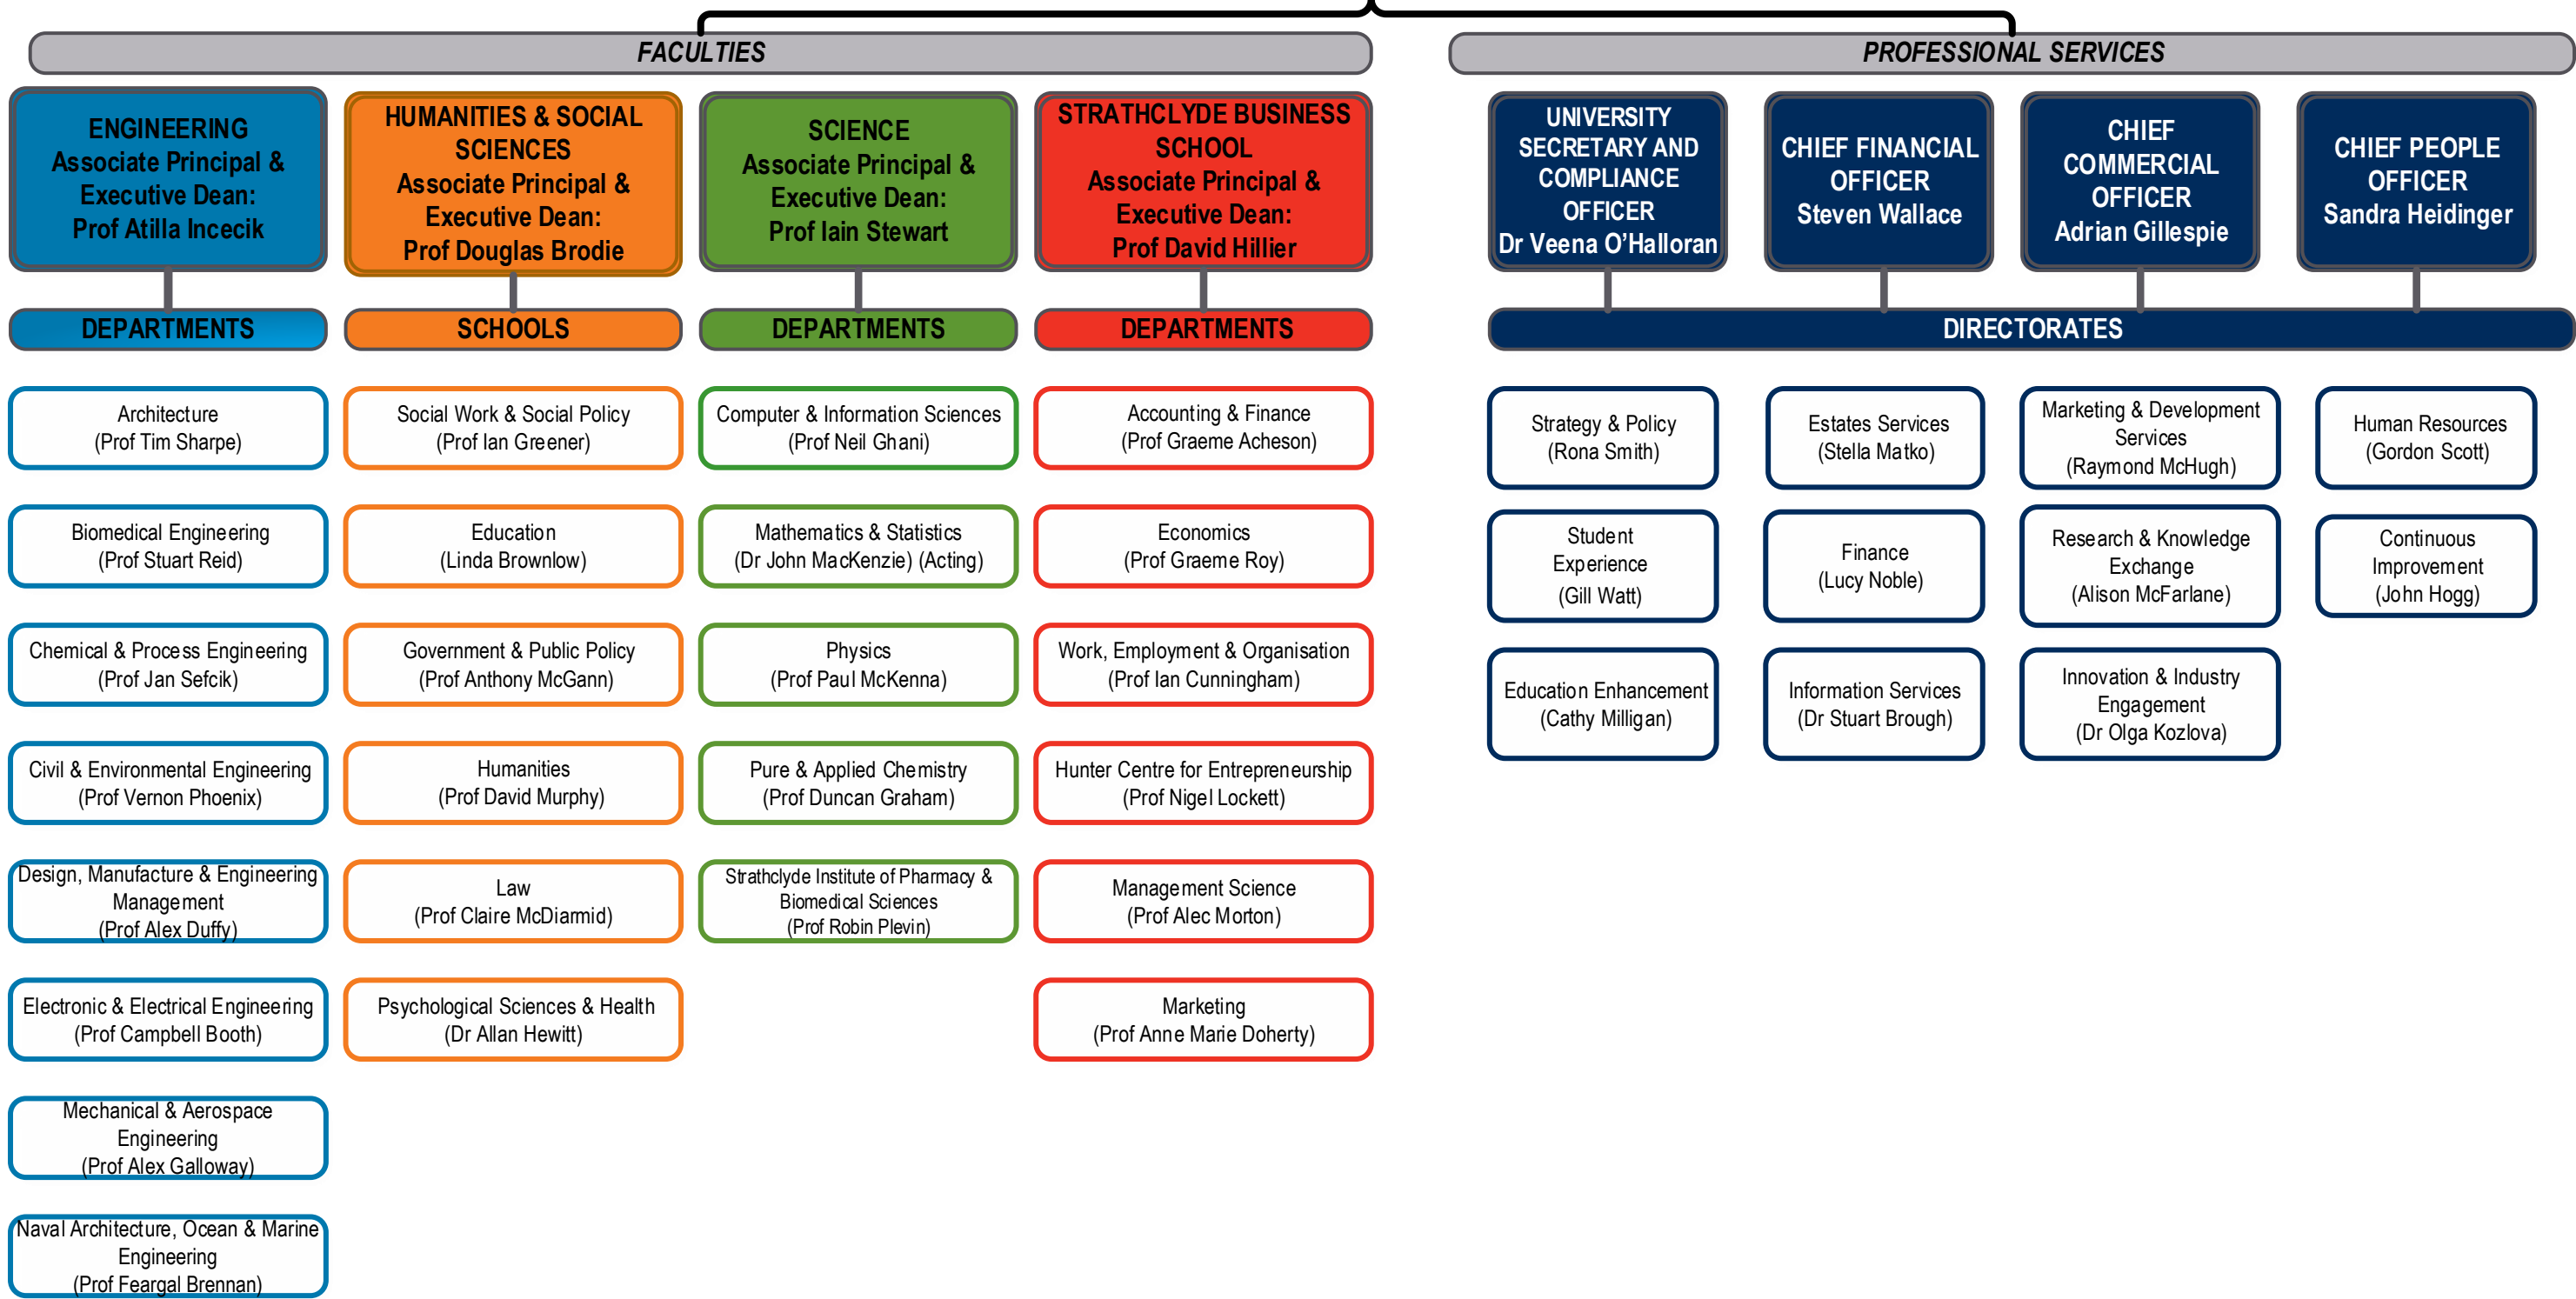 FACULTIES
ENGINEERING
Associate Principal &
Executive Dean:
Prof Atilla Incecik
HUMANITIES & SOCIAL
SCIENCES
Associate Principal &
Executive Dean:
Prof Douglas Brodie
SCIENCE
Associate Principal &
Executive Dean:
Prof Iain Stewart
STRATHCLYDE BUSINESS
SCHOOL
Associate Principal &
Executive Dean:
Prof David Hillier
DEPARTMENTS
SCHOOLS
DEPARTMENTS
DEPARTMENTS
Architecture
(Prof Tim Sharpe)
Biomedical Engineering
(Prof Stuart Reid)
Chemical & Process Engineering
(Prof Jan Sefcik)
Civil & Environmental Engineering
(Prof Vernon Phoenix)
Design, Manufacture & Engineering
Management
(Prof Alex Duffy)
Electronic & Electrical Engineering
(Prof Campbell Booth)
Mechanical & Aerospace
Engineering
(Prof Alex Galloway)
Naval Architecture, Ocean & Marine
Engineering
(Prof Feargal Brennan)
Social Work & Social Policy
(Prof Ian Greener)
Education
(Linda Brownlow)
Government & Public Policy
(Prof Anthony McGann)
Humanities
(Prof David Murphy)
Law
(Prof Claire McDiarmid)
Psychological Sciences & Health
(Dr Allan Hewitt)
Computer & Information Sciences
(Prof Neil Ghani)
Mathematics & Statistics
(Dr John MacKenzie) (Acting)
Physics
(Prof Paul McKenna)
Pure & Applied Chemistry
(Prof Duncan Graham)
Strathclyde Institute of Pharmacy &
Biomedical Sciences
(Prof Robin Plevin)
Accounting & Finance
(Prof Graeme Acheson)
Economics
(Prof Graeme Roy)
Work, Employment & Organisation
(Prof Ian Cunningham)
Hunter Centre for Entrepreneurship
(Prof Nigel Lockett)
Management Science
(Prof Alec Morton)
Marketing
(Prof Anne Marie Doherty)
PROFESSIONAL SERVICES
UNIVERSITY
SECRETARY AND
COMPLIANCE
OFFICER
Dr Veena O’Halloran
CHIEF FINANCIAL
OFFICER
Steven Wallace
CHIEF
COMMERCIAL
OFFICER
Adrian Gillespie
CHIEF PEOPLE
OFFICER
Sandra Heidinger
DIRECTORATES
Strategy & Policy
(Rona Smith)
Student
Experience
(Gill Watt)
Education Enhancement
(Cathy Milligan)
Estates Services
(Stella Matko)
Finance
(Lucy Noble)
Information Services
(Dr Stuart Brough)
Marketing & Development
Services
(Raymond McHugh)
Research & Knowledge
Exchange
(Alison McFarlane)
Innovation & Industry
Engagement
(Dr Olga Kozlova)
Human Resources
(Gordon Scott)
Continuous
Improvement
(John Hogg)